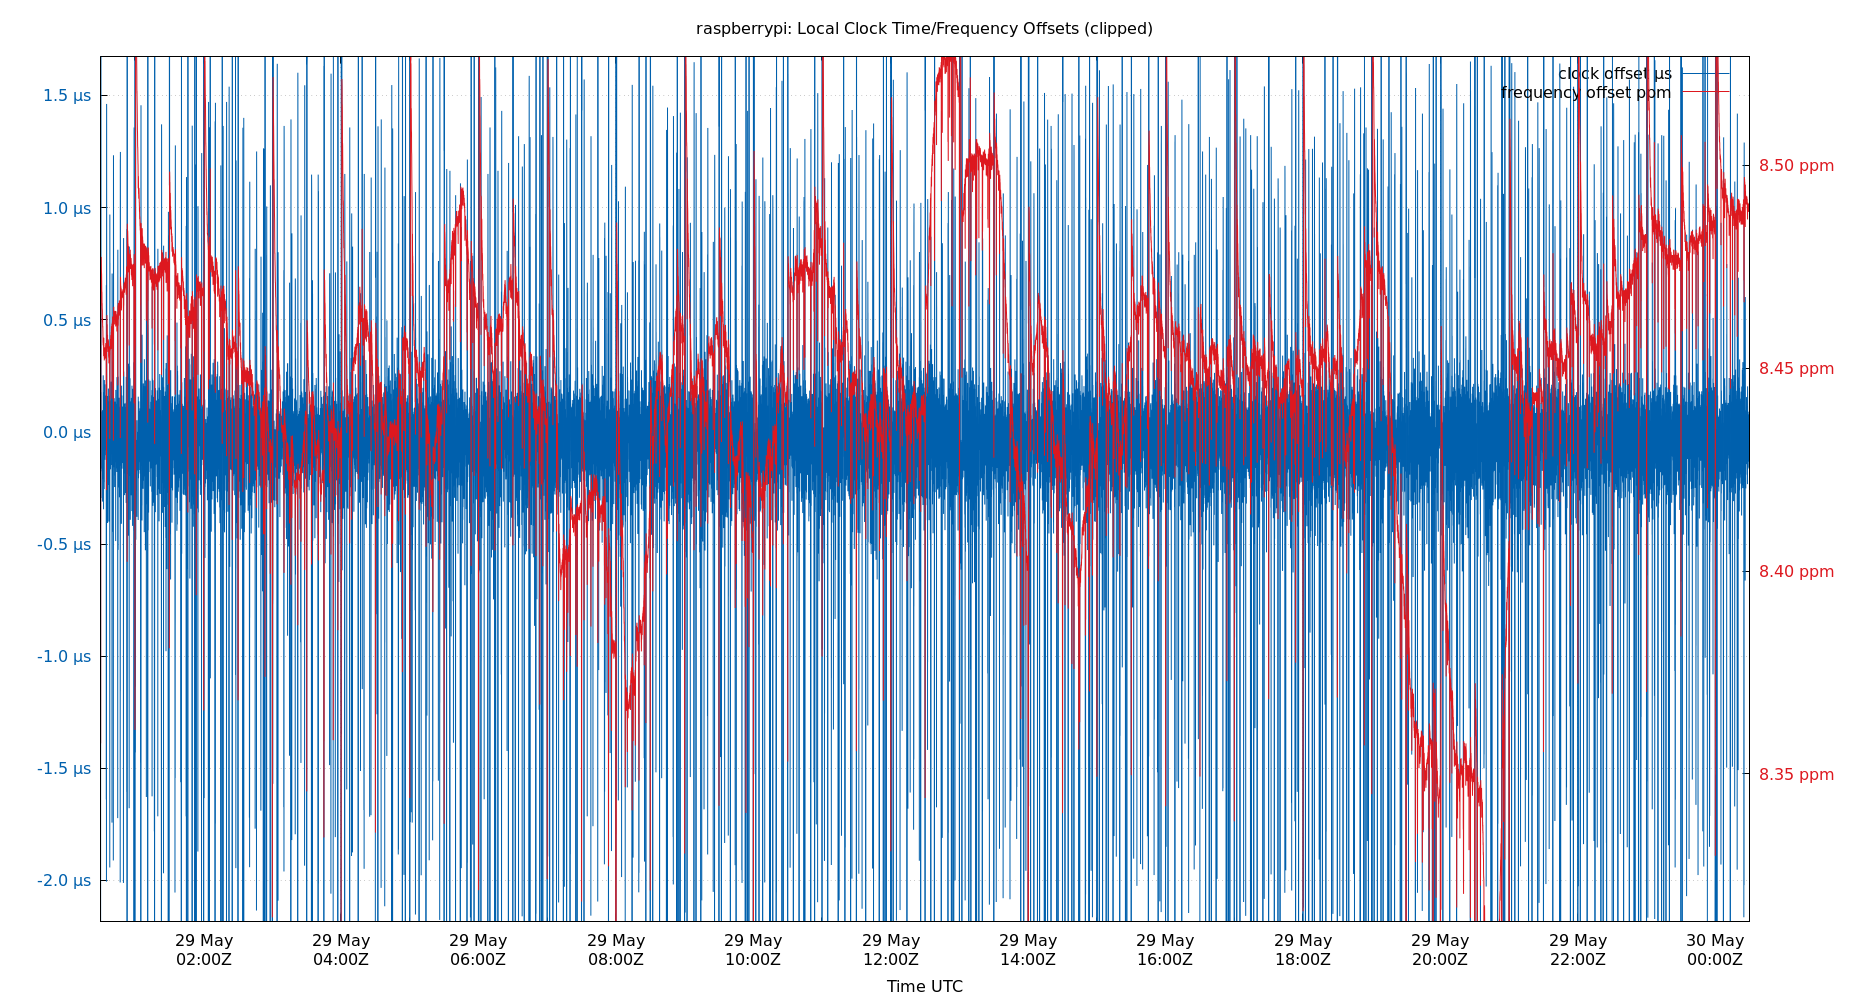 raspberrypi: Local Clock Time/Frequency Offsets (clipped)
clock offset µs
frequency offset ppm
1.5 µs
1.0 µs
0.5 µs
0.0 µs
-0.5 µs
-1.0 µs
-1.5 µs
-2.0 µs
8.50 ppm
8.45 ppm
8.40 ppm
8.35 ppm
29 May 29 May 29 May 29 May 29 May 29 May 29 May 29 May 29 May 29 May 29 May 30 May
02:00Z 04:00Z 06:00Z 08:00Z 10:00Z 12:00Z 14:00Z 16:00Z 18:00Z 20:00Z 22:00Z 00:00Z
Time UTC